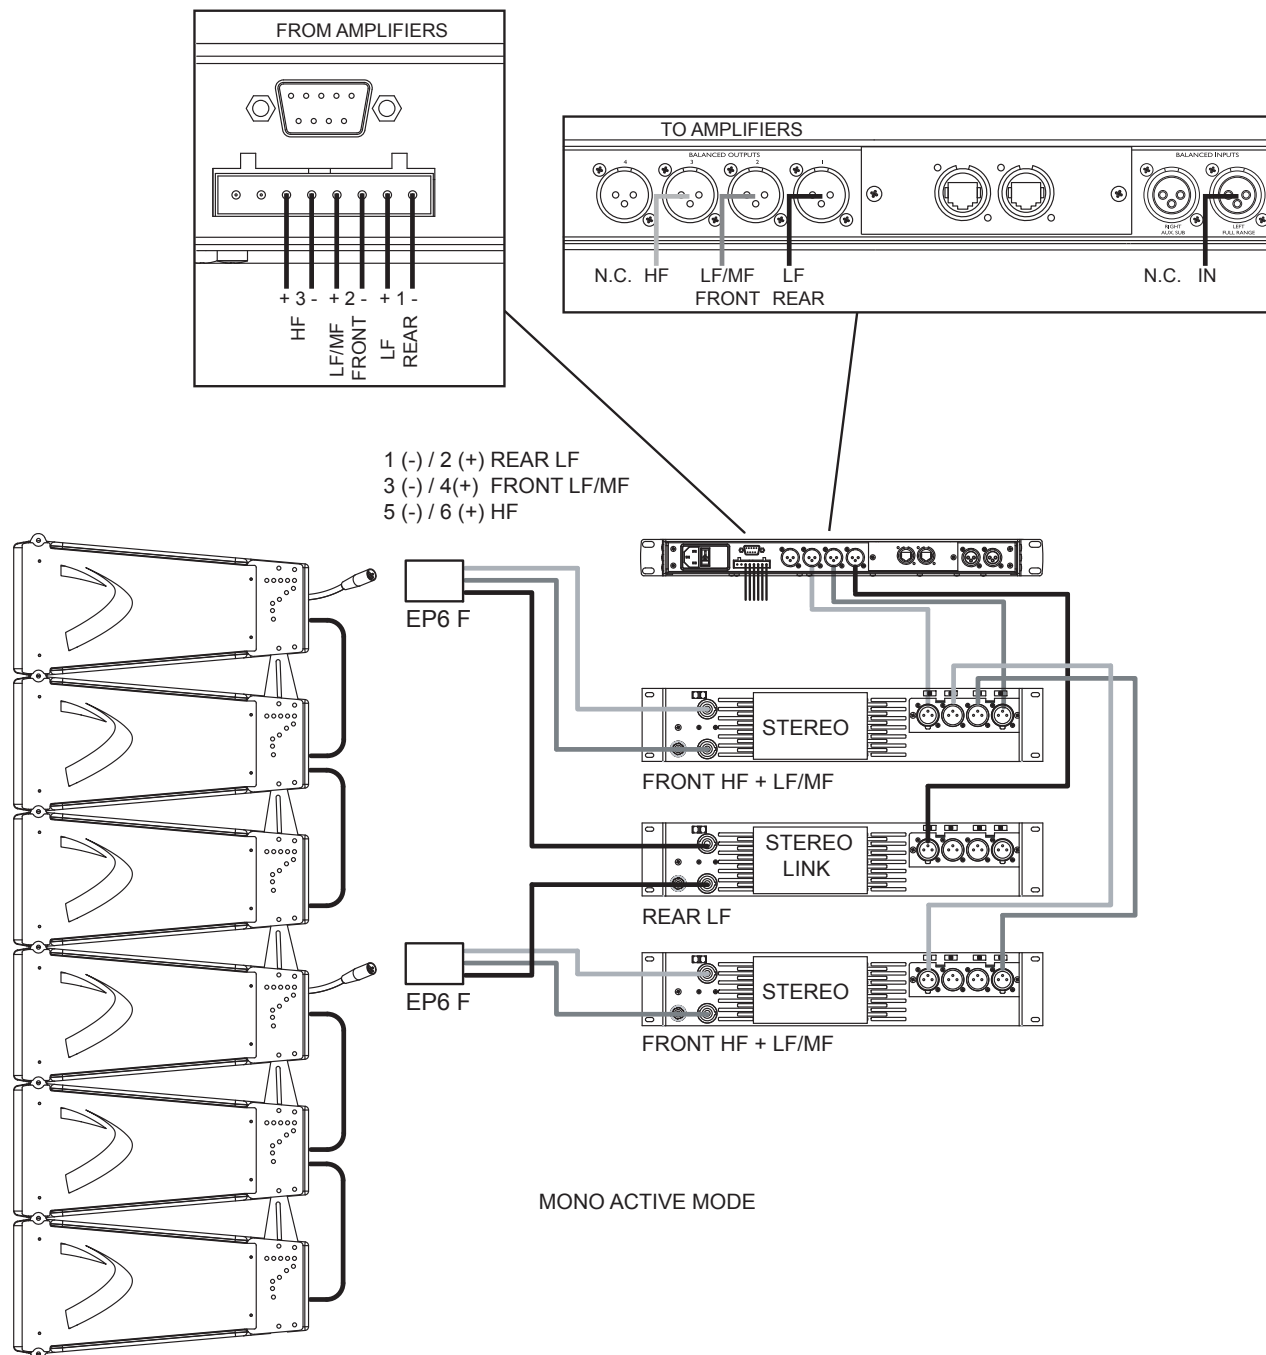 FROM AMPLIFIERS
+ 3 - + 2 - + 1 -
HF
LF/MF
FRONT
LF
REAR
TO AMPLIFIERS
BALANCED OUTPUTS
BALANCED INPUTS
4 3 2 1
RIGHT
AUX. SUB
LEFT
FULL RANGE
N.C. HF LF/MF LF N.C. IN
FRONT REAR
1 (-) / 2 (+) REAR LF
3 (-) / 4(+) FRONT LF/MF
5 (-) / 6 (+) HF
EP6 F
STEREO
FRONT HF + LF/MF
STEREO
LINK
REAR LF
EP6 F
STEREO
FRONT HF + LF/MF
MONO ACTIVE MODE